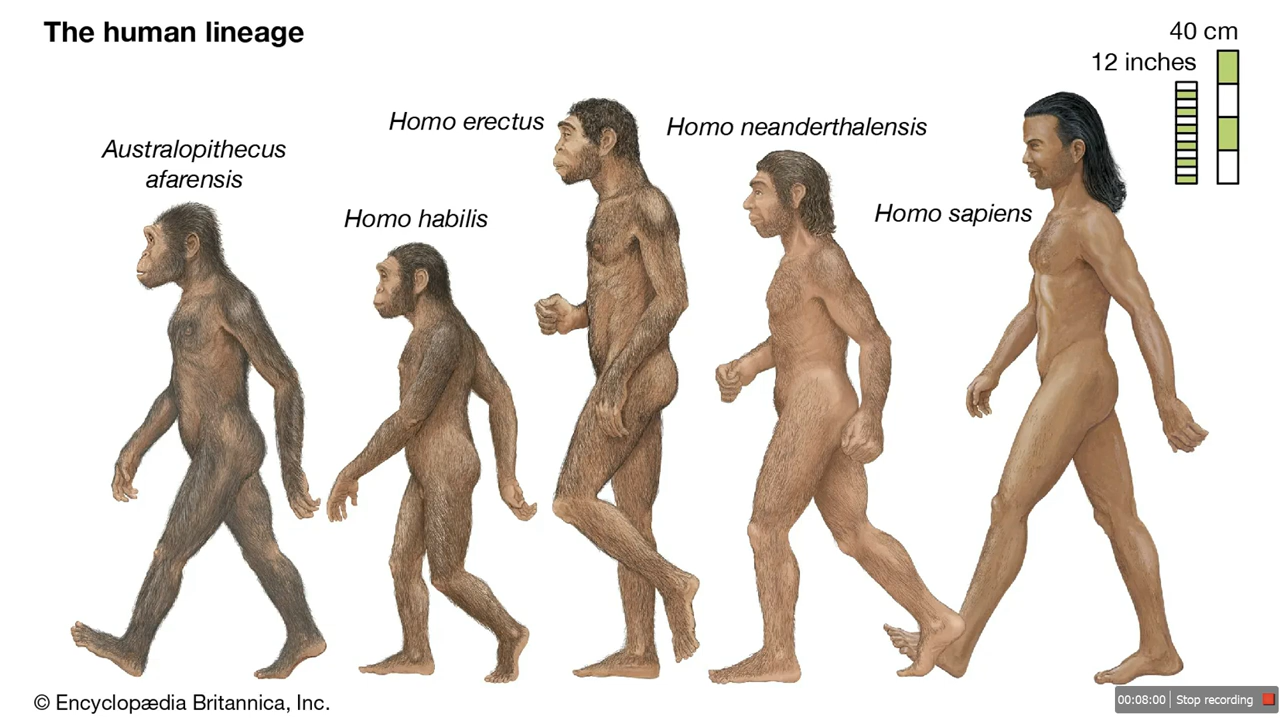 The human lineage
40 cm
12 inches
Homo erectus
Homo neanderthalensis
Australopithecus
afarensis
Homo habilis
Homo sapiens
© Encyclopædia Britannica, Inc.
00:08:00 Stop recording